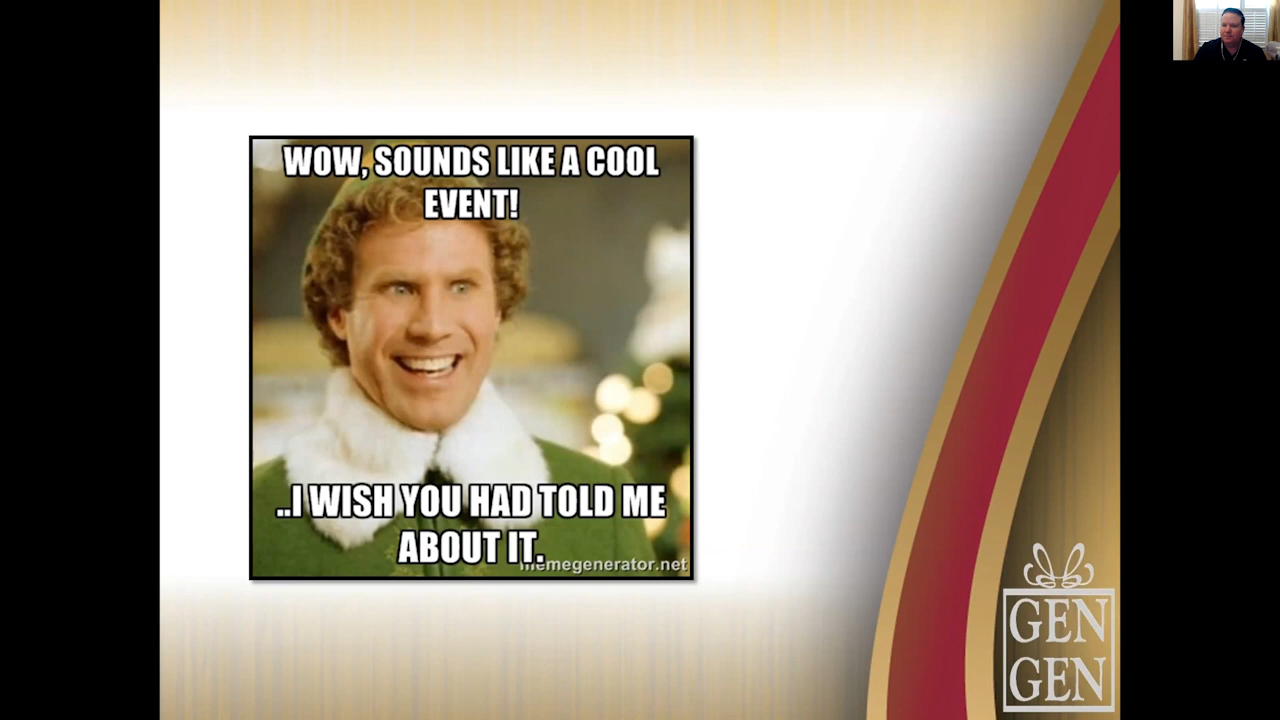 WOW, SOUNDS LIKE A COOL
EVENT!
..I WISH YOU HAD TOLD ME
ABOUT IT.
memegenerator.net
GEN
GEN